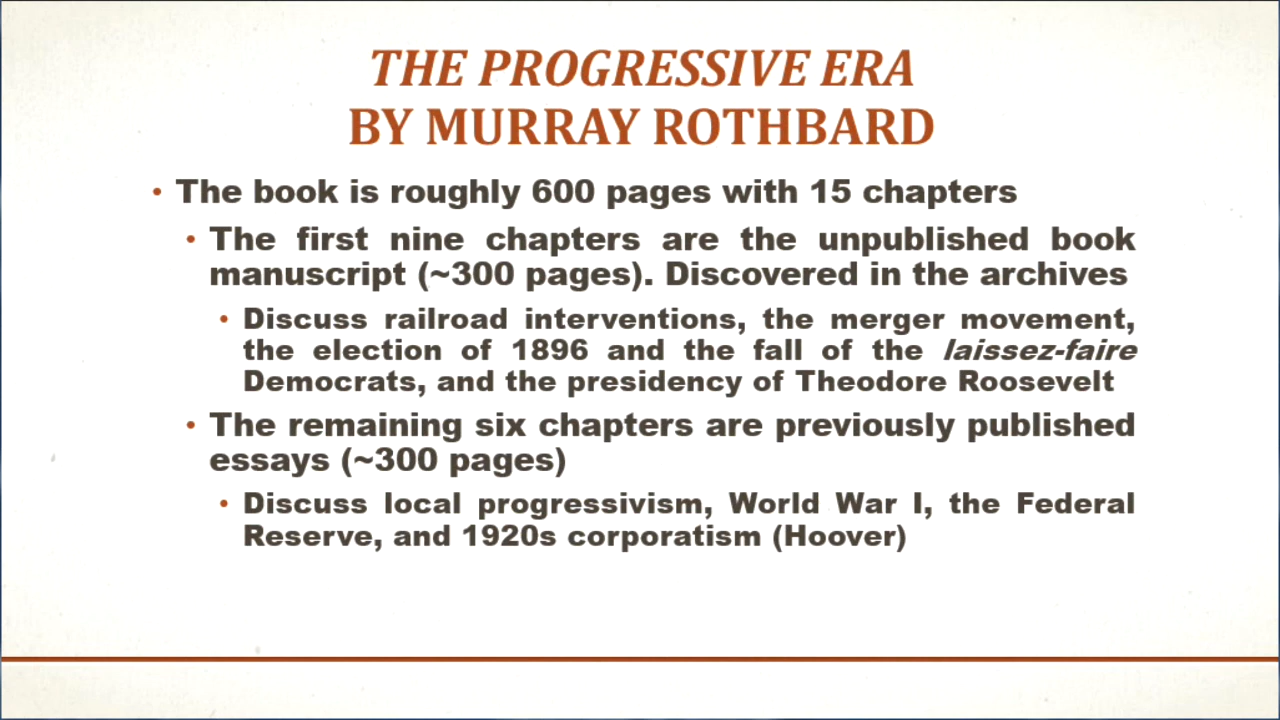 THE PROGRESSIVE ERA
BY MURRAY ROTHBARD
• The book is roughly 600 pages with 15 chapters
• The first nine chapters are the unpublished book
manuscript (~300 pages). Discovered in the archives
• Discuss railroad interventions, the merger movement,
the election of 1896 and the fall of the laissez-faire
Democrats, and the presidency of Theodore Roosevelt
• The remaining six chapters are previously published
essays (~300 pages)
• Discuss local progressivism, World War I, the Federal
Reserve, and 1920s corporatism (Hoover)